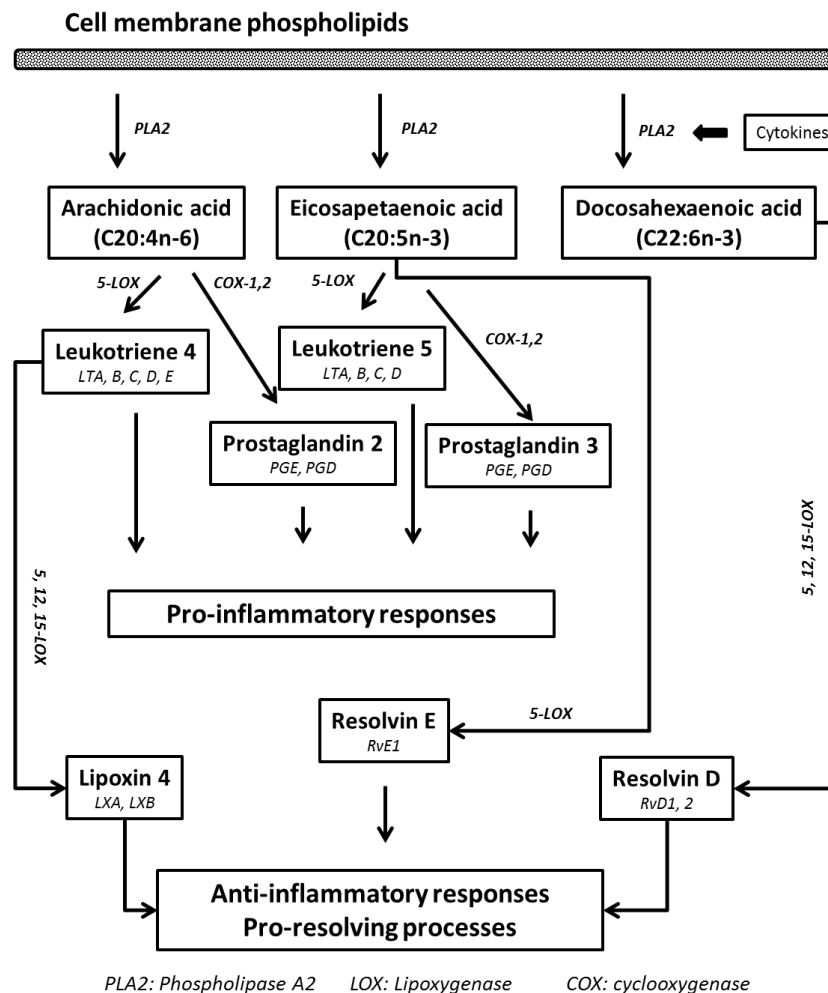 Cell membrane phospholipids
PLA2
PLA2
PLA2
Cytokines
Arachidonic acid
(C20:4n-6)
Eicosapetaenoic acid
(C20:5n-3)
Docosahexaenoic acid
(C22:6n-3)
5-LOX
COX-1,2
5-LOX
COX-1,2
Leukotriene 4
LTA, B, C, D, E
Leukotriene 5
LTA, B, C, D
Prostaglandin 2
PGE, PGD
Prostaglandin 3
PGE, PGD
5, 12, 15-LOX
5, 12, 15-LOX
Pro-inflammatory responses
Resolvin E
RvE1
5-LOX
Lipoxin 4
LXA, LXB
Resolvin D
RvD1, 2
Anti-inflammatory responses
Pro-resolving processes
PLA2: Phospholipase A2 LOX: Lipoxygenase COX: cyclooxygenase